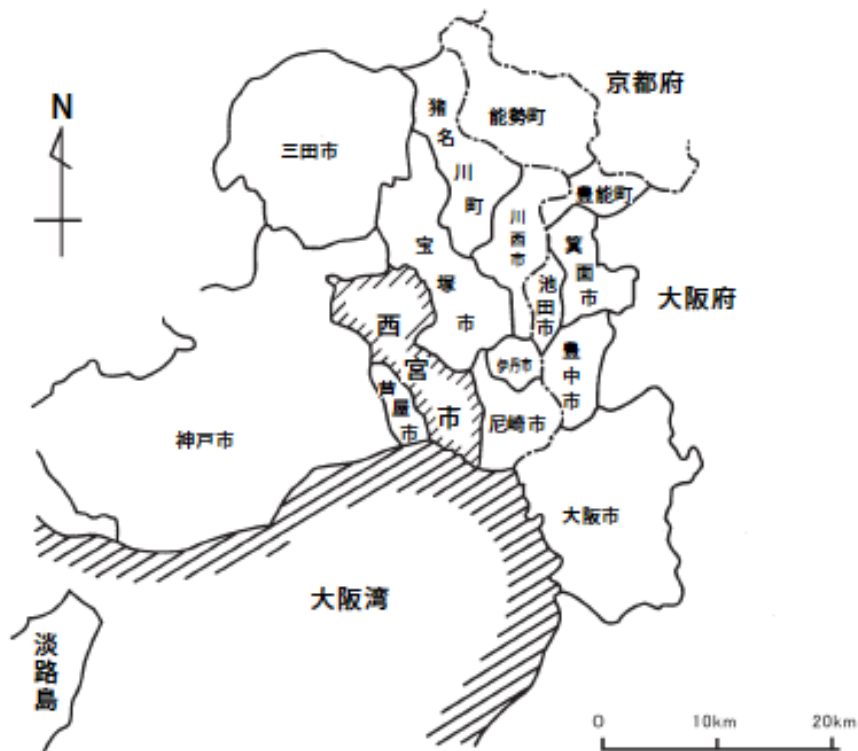 N
京都府
猪名川町
能勢町
三田市
豊能町
川西市
箕面市
宝塚市
池田市
大阪府
西宮市
伊丹市
豊中市
芦屋市
尼崎市
神戸市
大阪市
大阪湾
淡路島
0 10km 20km